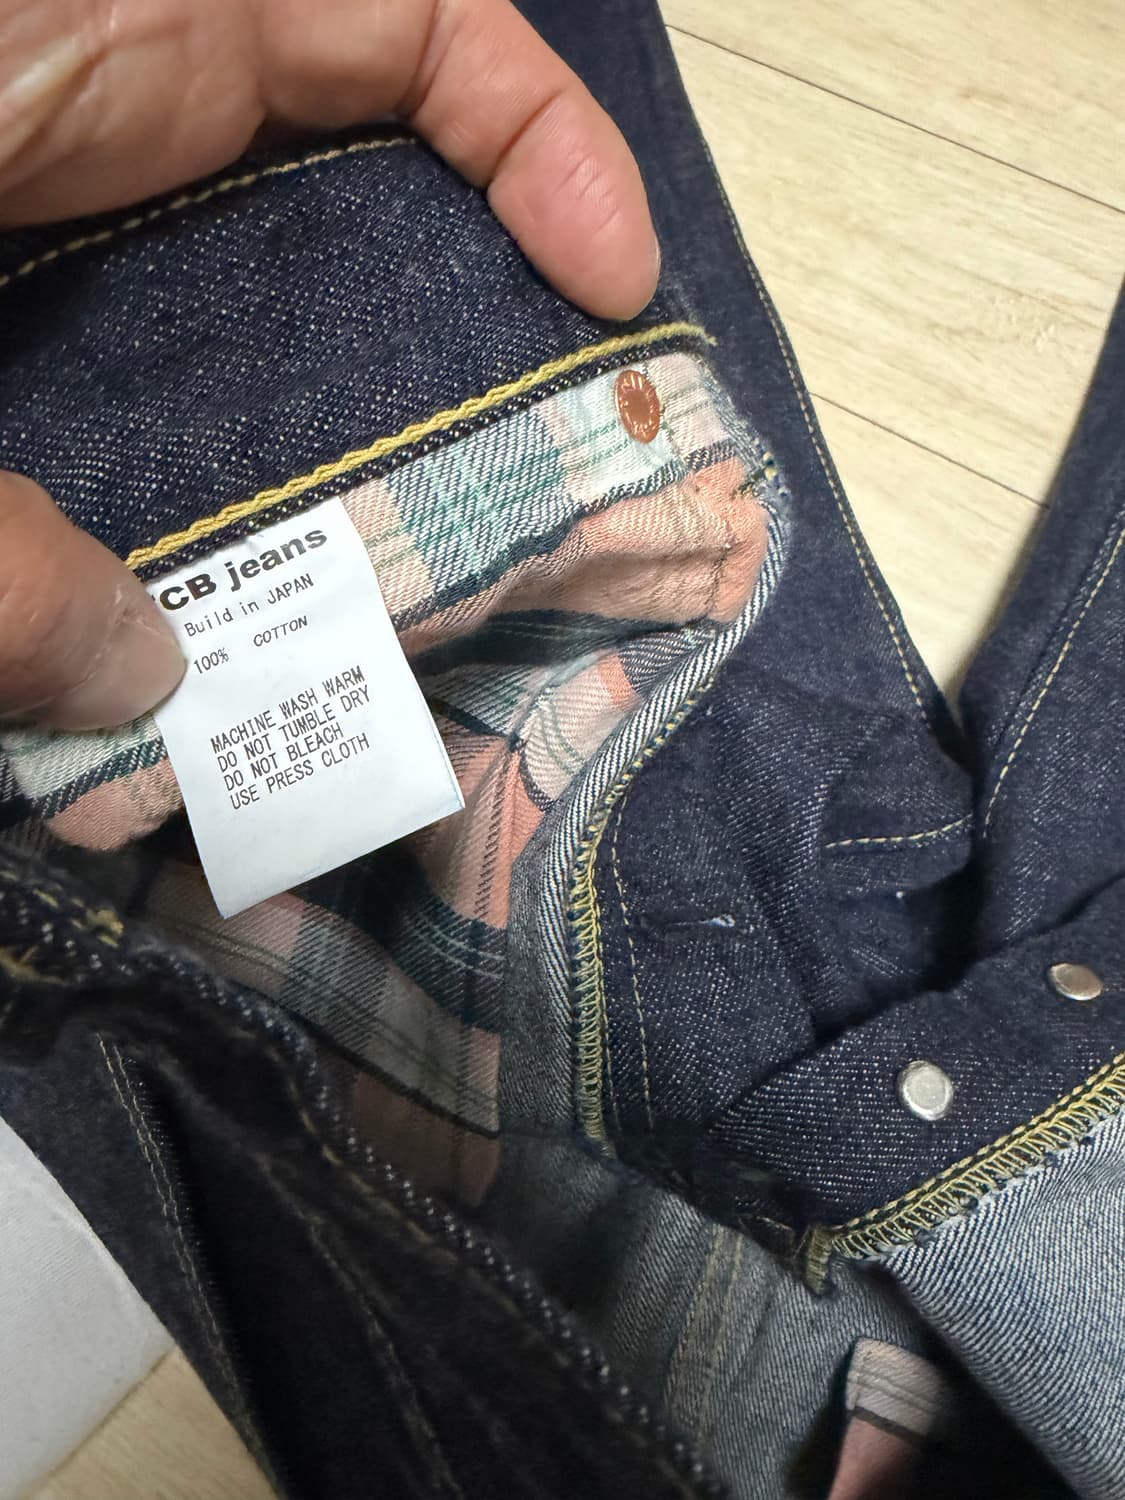 CB jeans
Build in JAPAN
100% COTTON
MACHINE WASH WARM
DO NOT TUMBLE DRY
DO NOT BLEACH
USE PRESS CLOTH